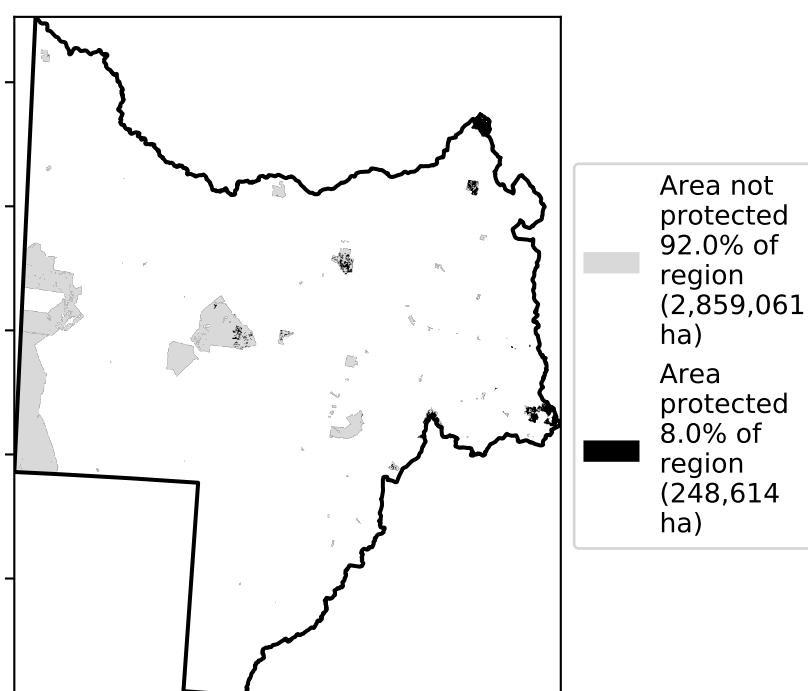 Area not
protected
92.0% of
region
(2,859,061
ha)
Area
protected
8.0% of
region
(248,614
ha)